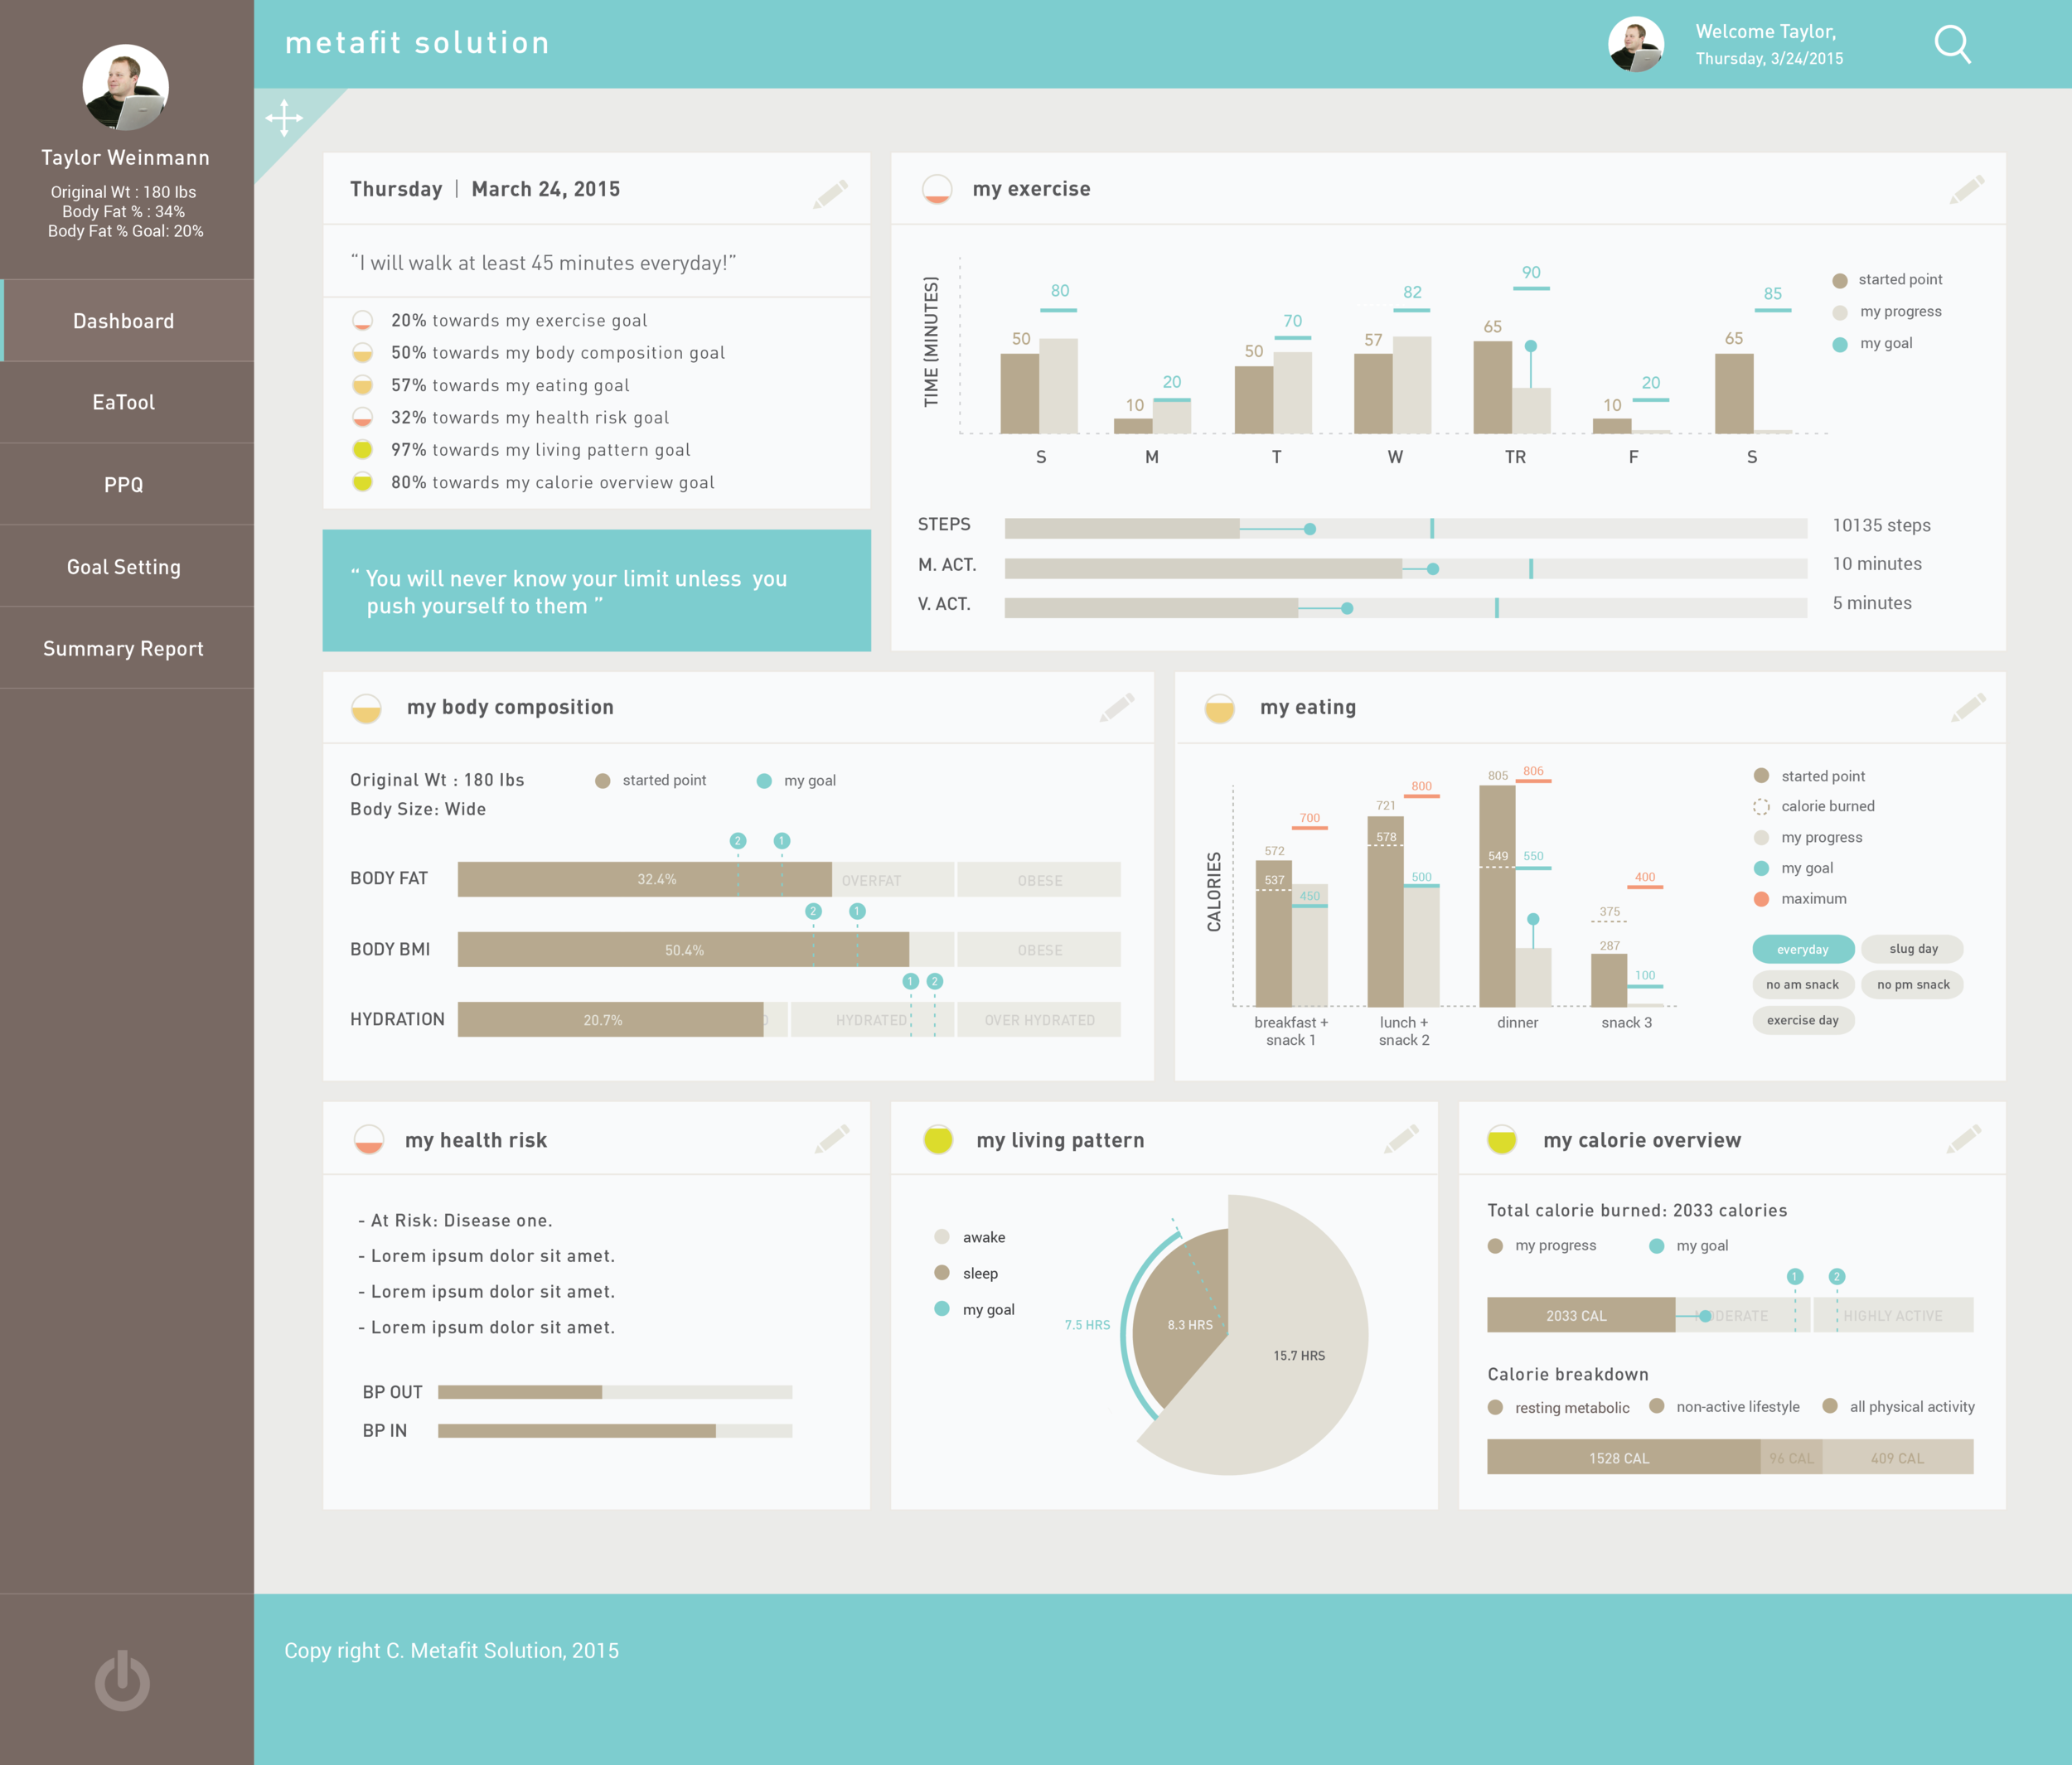 metafit solution
Welcome Taylor,
Thursday, 3/24/2015
Taylor Weinmann
Original Wt : 180 lbs
Body Fat % : 34%
Body Fat % Goal: 20%
Dashboard
EaTool
PPQ
Goal Setting
Summary Report
Thursday | March 24, 2015
“I will walk at least 45 minutes everyday!”
20% towards my exercise goal
50% towards my body composition goal
57% towards my eating goal
32% towards my health risk goal
97% towards my living pattern goal
80% towards my calorie overview goal
“ You will never know your limit unless you
push yourself to them ”
my exercise
TIME (MINUTES)
50 80
10 20
50 70
57 82
65 90
10 20
65 85
S M T W TR F S
started point
my progress
my goal
STEPS 10135 steps
M. ACT. 10 minutes
V. ACT. 5 minutes
my body composition
Original Wt : 180 lbs
Body Size: Wide
started point
my goal
2 1
BODY FAT 32.4% OVERFAT OBESE
2 1
BODY BMI 50.4% OBESE
1 2
HYDRATION 20.7% HYDRATED OVER HYDRATED
my eating
CALORIES
572 537 700 450
721 578 800 500
805 549 806 550
375 287 400 100
breakfast +
snack 1
lunch +
snack 2
dinner
snack 3
started point
calorie burned
my progress
my goal
maximum
everyday
slug day
no am snack
no pm snack
exercise day
my health risk
- At Risk: Disease one.
- Lorem ipsum dolor sit amet.
- Lorem ipsum dolor sit amet.
- Lorem ipsum dolor sit amet.
BP OUT
BP IN
my living pattern
awake
sleep
my goal
7.5 HRS
8.3 HRS
15.7 HRS
my calorie overview
Total calorie burned: 2033 calories
my progress
my goal
1 2
2033 CAL HIGHLY ACTIVE
Calorie breakdown
resting metabolic
non-active lifestyle
all physical activity
1528 CAL 96 CAL 409 CAL
Copy right C. Metafit Solution, 2015